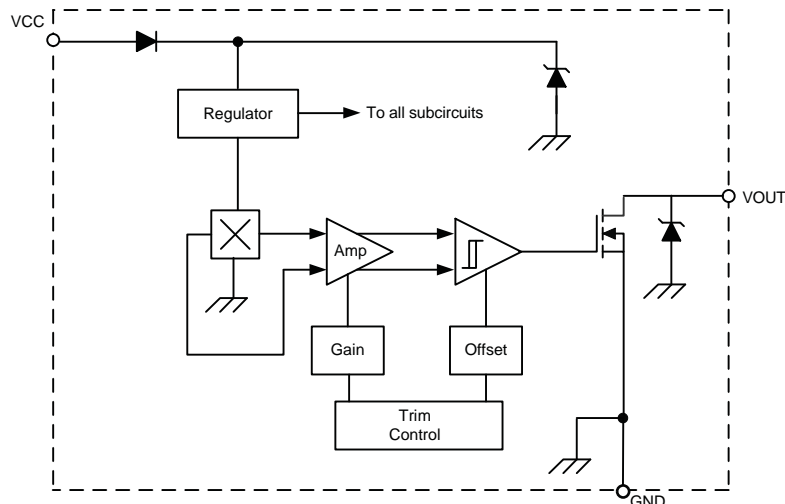 VCC
Regulator
To all subcircuits
VOUT
Amp
Gain
Offset
Trim
Control
GND